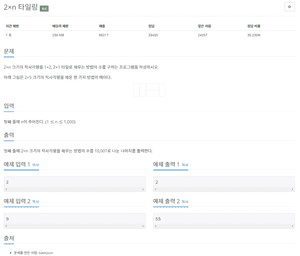 2×n 타일링
시간 제한 메모리 제한 제출 정답 맞은 사람 정답 비율
1 초 256 MB
문제
2×n 크기의 직사각형을 1×2, 2×1 타일로 채우는 방법의 수를 구하는 프로그램을 작성하시오.
아래 그림은 2×5 크기의 직사각형을 채운 한 가지 방법의 예이다.
입력
첫째 줄에 n이 주어진다. (1 ≤ n ≤ 1,000)
출력
첫째 줄에 2×n 크기의 직사각형을 채우는 방법의 수를 10,007로 나눈 나머지를 출력한다.
예제 입력 1 복사
2
예제 출력 1 복사
2
예제 입력 2 복사
9
예제 출력 2 복사
55
출처